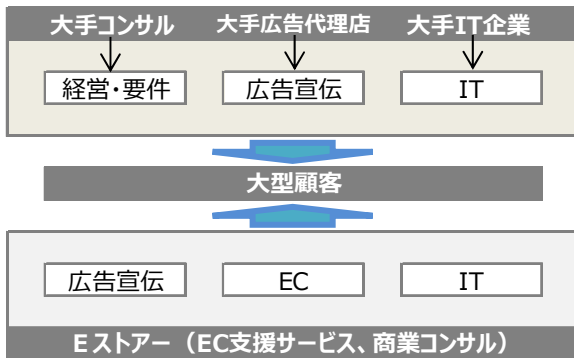 大手コンサル 大手広告代理店 大手IT企業
経営・要件 広告宣伝 IT
大型顧客
広告宣伝 EC IT
Eストアー（EC支援サービス、商業コンサル）